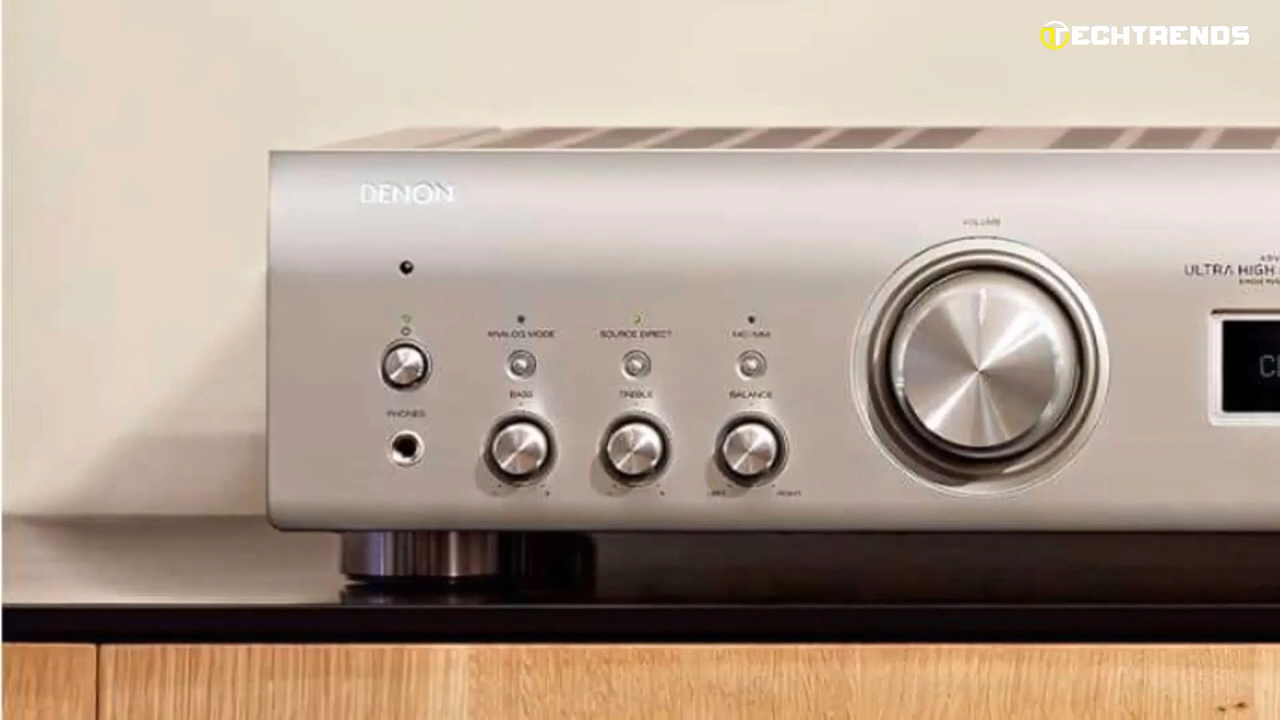 TECHTRENDS
DENON
VOLUME
ULTRA HIGH
ANALOG MODE
SOURCE DIRECT
MC/MM
BASS
TREBLE
BALANCE
PHONES
LEFT
RIGHT